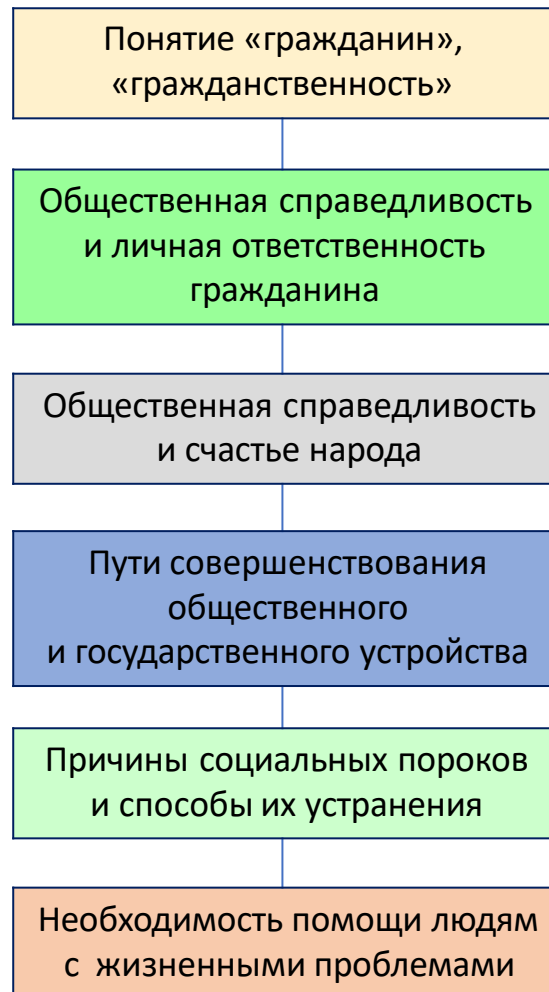 Понятие «гражданин»,
«гражданственность»
Общественная справедливость
и личная ответственность
гражданина
Общественная справедливость
и счастье народа
Пути совершенствования
общественного
и государственного устройства
Причины социальных пороков
и способы их устранения
Необходимость помощи людям
с жизненными проблемами